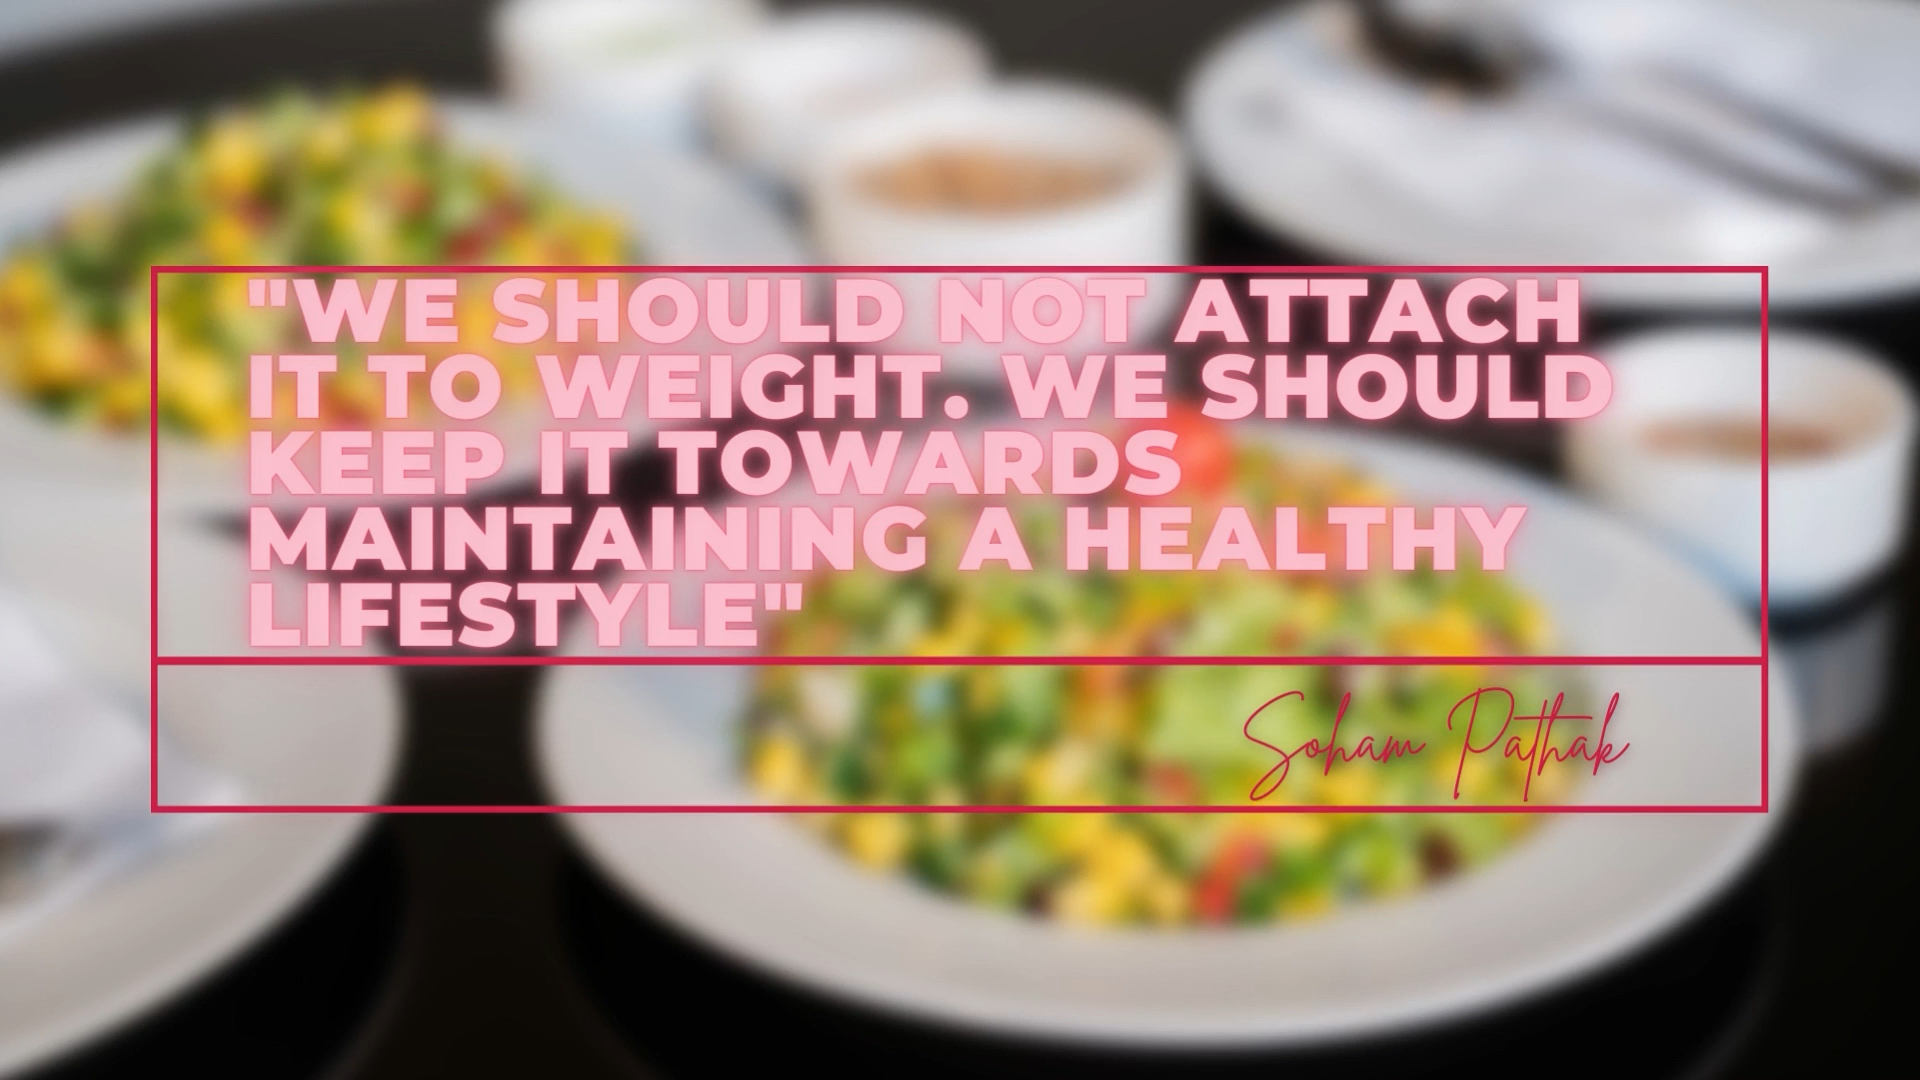 "WE SHOULD NOT ATTACH
IT TO WEIGHT. WE SHOULD
KEEP IT TOWARDS
MAINTAINING A HEALTHY
LIFESTYLE"
Soham Pathak